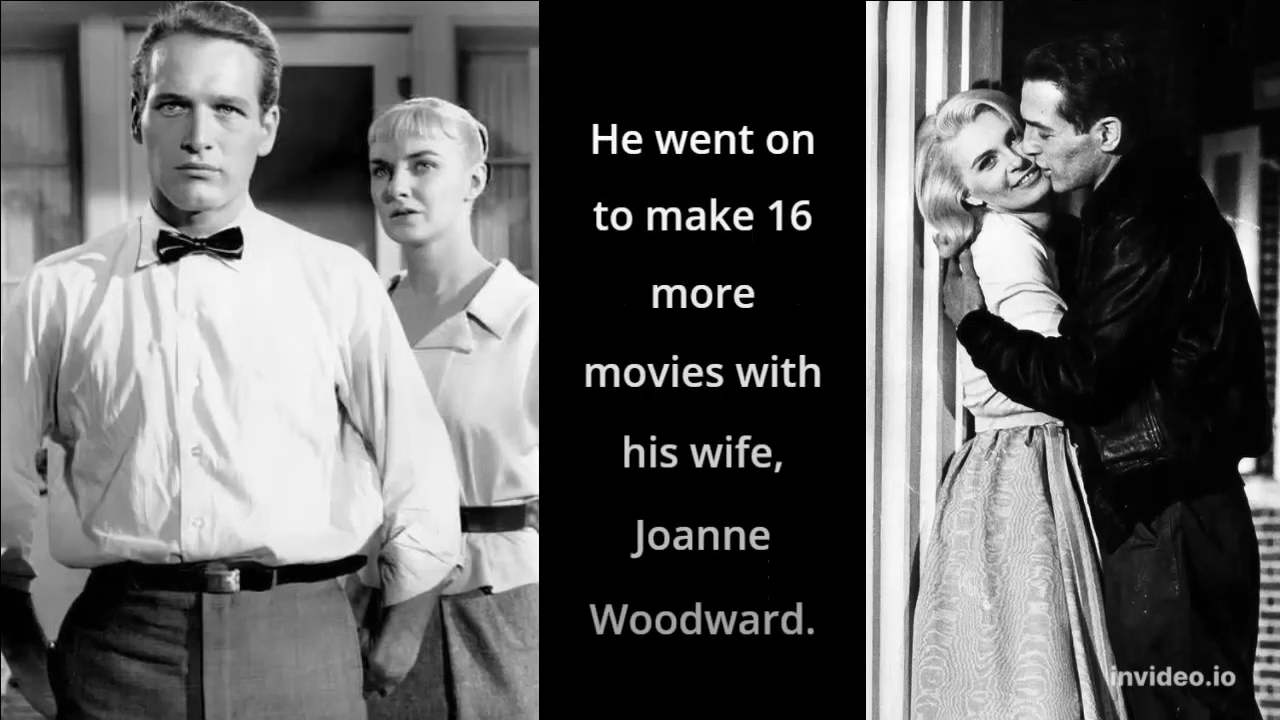 He went on
to make 16
more
movies with
his wife,
Joanne
Woodward.
invideo.io